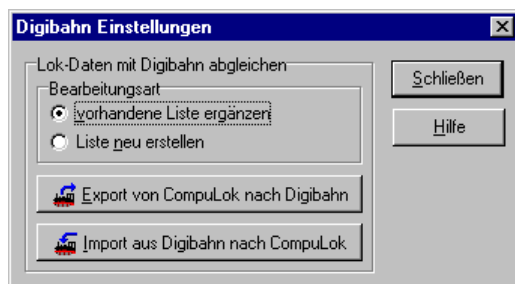 Digibahn Einstellungen
Lok-Daten mit Digibahn abgleichen
Bearbeitungsart
vorhandene Liste ergänzen
Liste neu erstellen
Export von CompuLok nach Digibahn
Import aus Digibahn nach CompuLok
Schließen
Hilfe